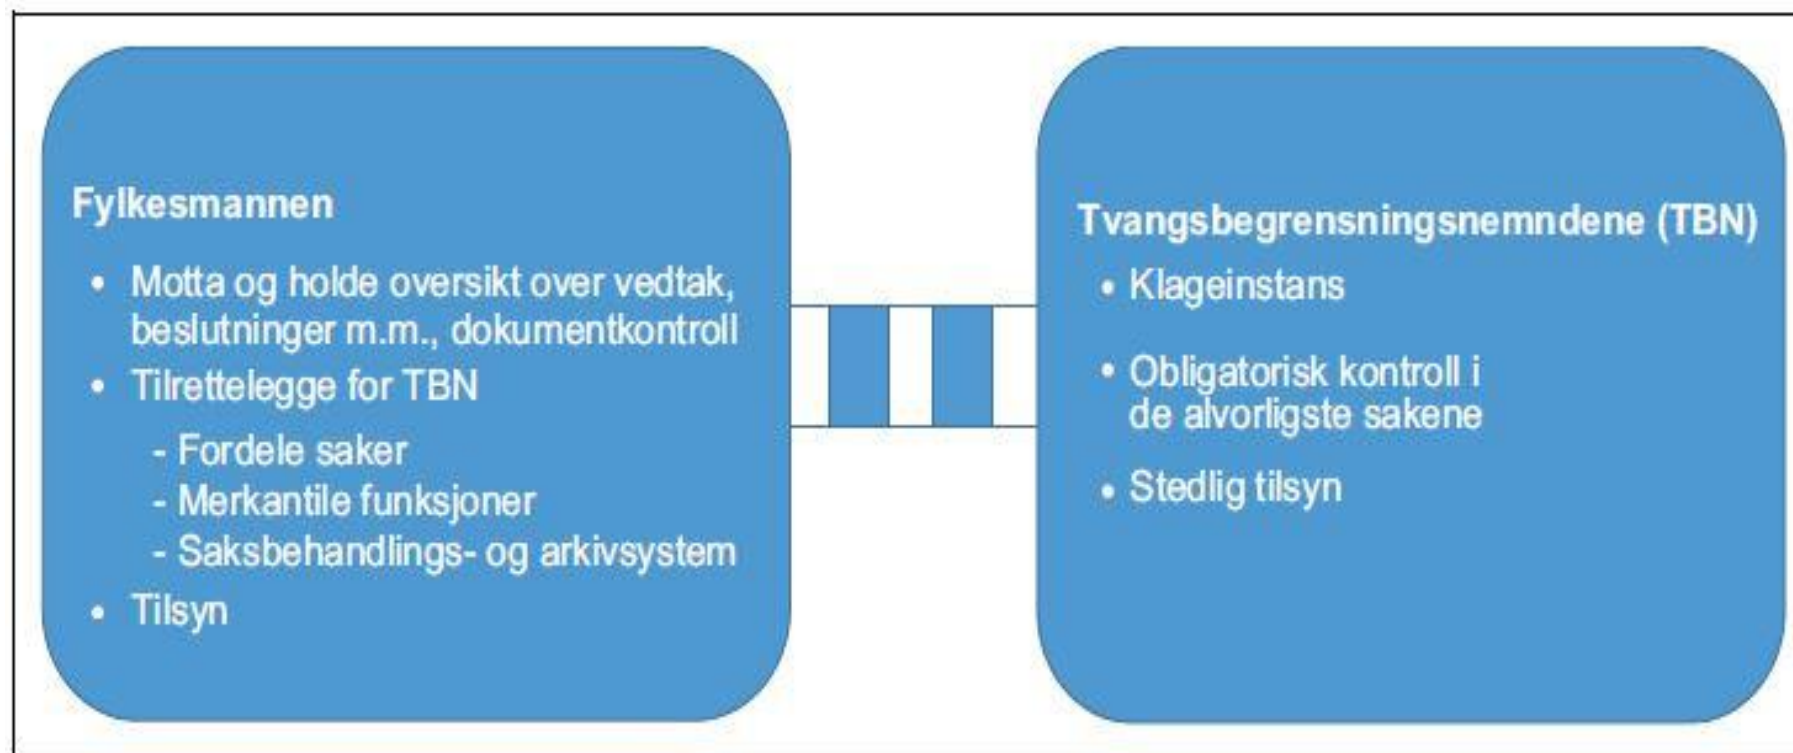 Fylkesmannen
• Motta og holde oversikt over vedtak,
beslutninger m.m., dokumentkontroll
• Tilrettelegge for TBN
- Fordele saker
- Merkantile funksjoner
- Saksbehandlings- og arkivsystem
• Tilsyn
Tvangsbegrensningsnemndene (TBN)
• Klageinstans
• Obligatorisk kontroll i
de alvorligste sakene
• Stedlig tilsyn